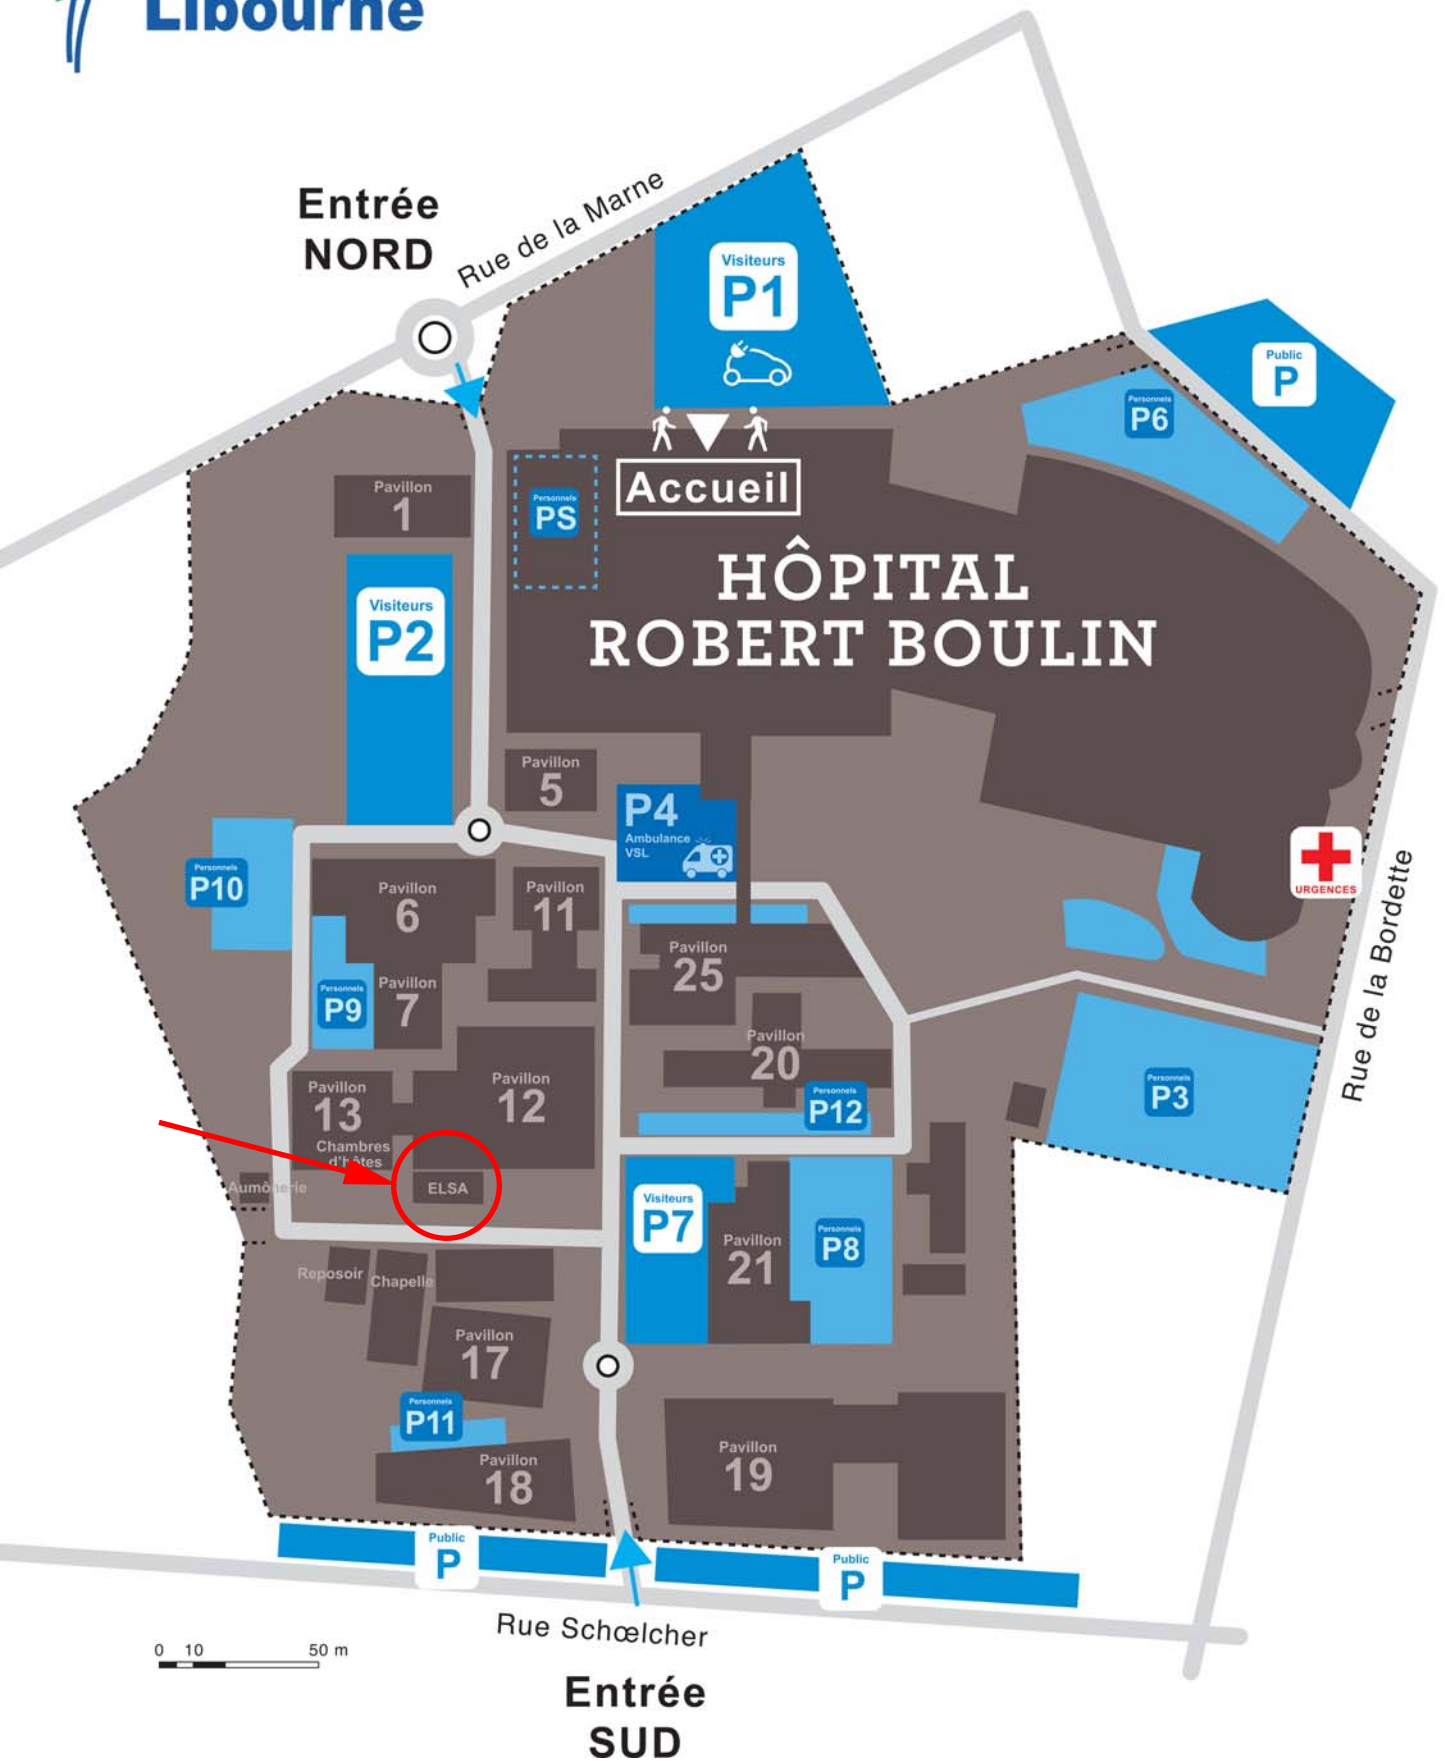 Libourne
Entrée
NORD
Rue de la Marne
Visiteurs
P1
Public
P
Personnels
P6
Accueil
Pavillon
1
Personnels
PS
HÔPITAL
ROBERT BOULIN
Visiteurs
P2
Pavillon
5
P4
Ambulance
VSL
URGENCES
Rue de la Bordette
Personnels
P10
Pavillon
6
Pavillon
11
Pavillon
25
Personnels
P9
Pavillon
7
Pavillon
20
Personnels
P12
Personnels
P3
Pavillon
13
Chambres
d'hôtes
Pavillon
12
Aumônerie
ELSA
Visiteurs
P7
Pavillon
21
Personnels
P8
Reposoir
Chapelle
Pavillon
17
Personnels
P11
Pavillon
18
Pavillon
19
Public
P
Public
P
Rue Schœlcher
0 10 50 m
Entrée
SUD